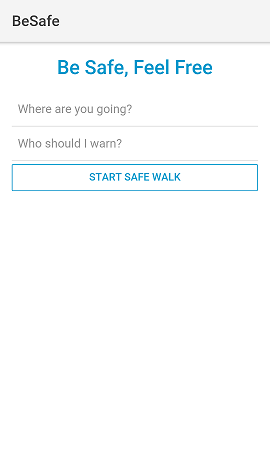 BeSafe
Be Safe, Feel Free
Where are you going?
Who should I warn?
START SAFE WALK